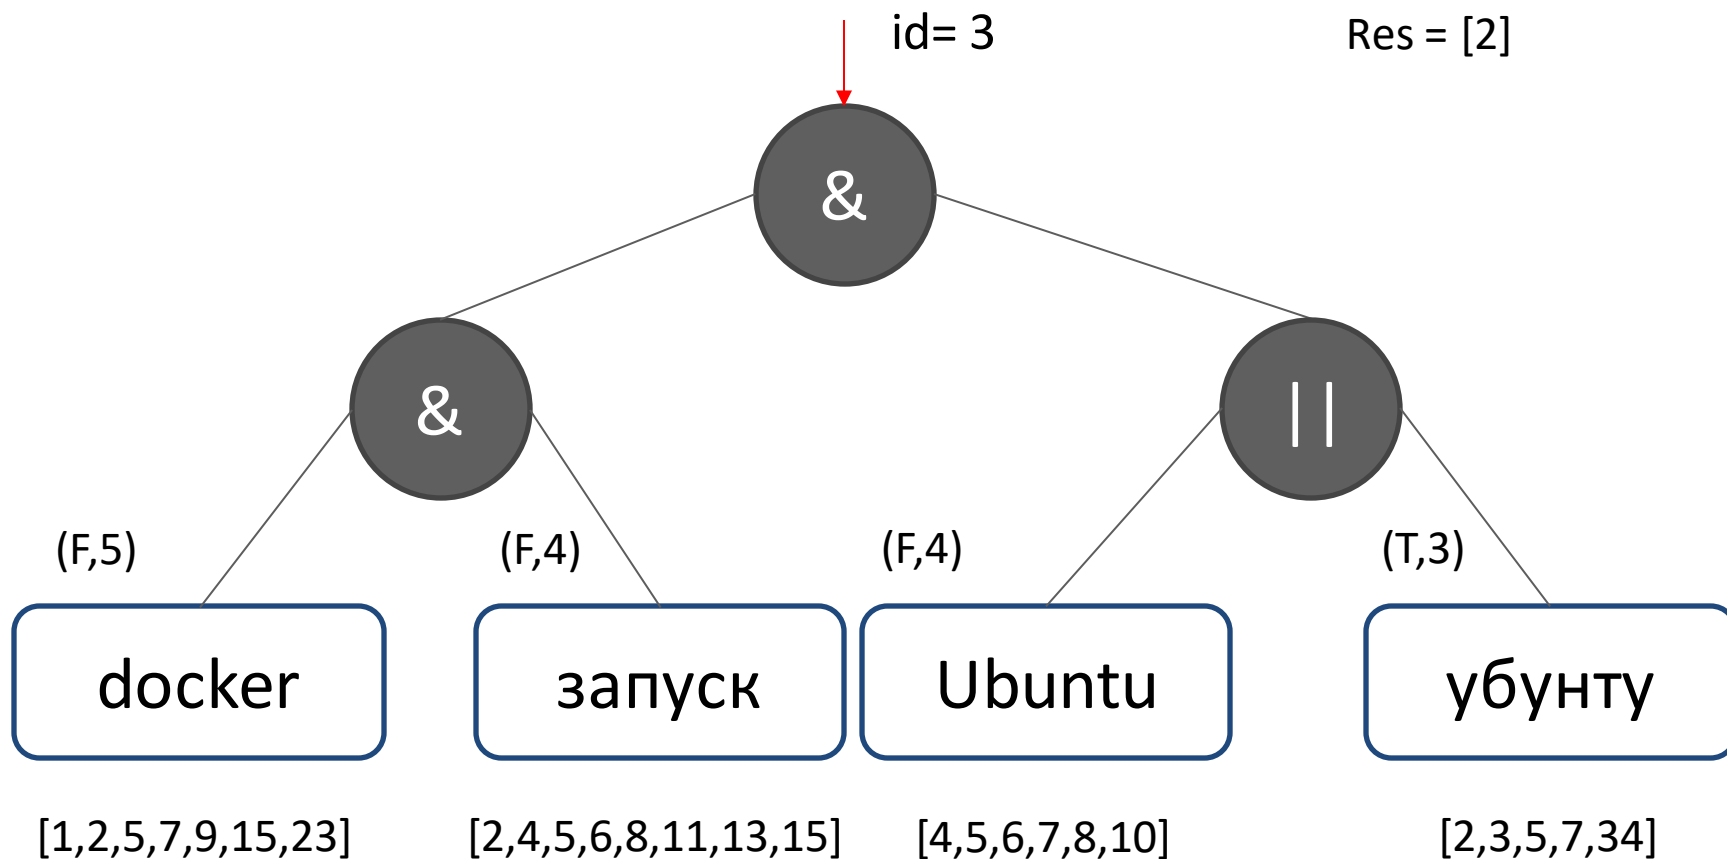 id= 3
Res = [2]
&
&
||
(F,5)
(F,4)
(F,4)
(T,3)
docker
запуск
Ubuntu
убунту
[1,2,5,7,9,15,23]
[2,4,5,6,8,11,13,15]
[4,5,6,7,8,10]
[2,3,5,7,34]